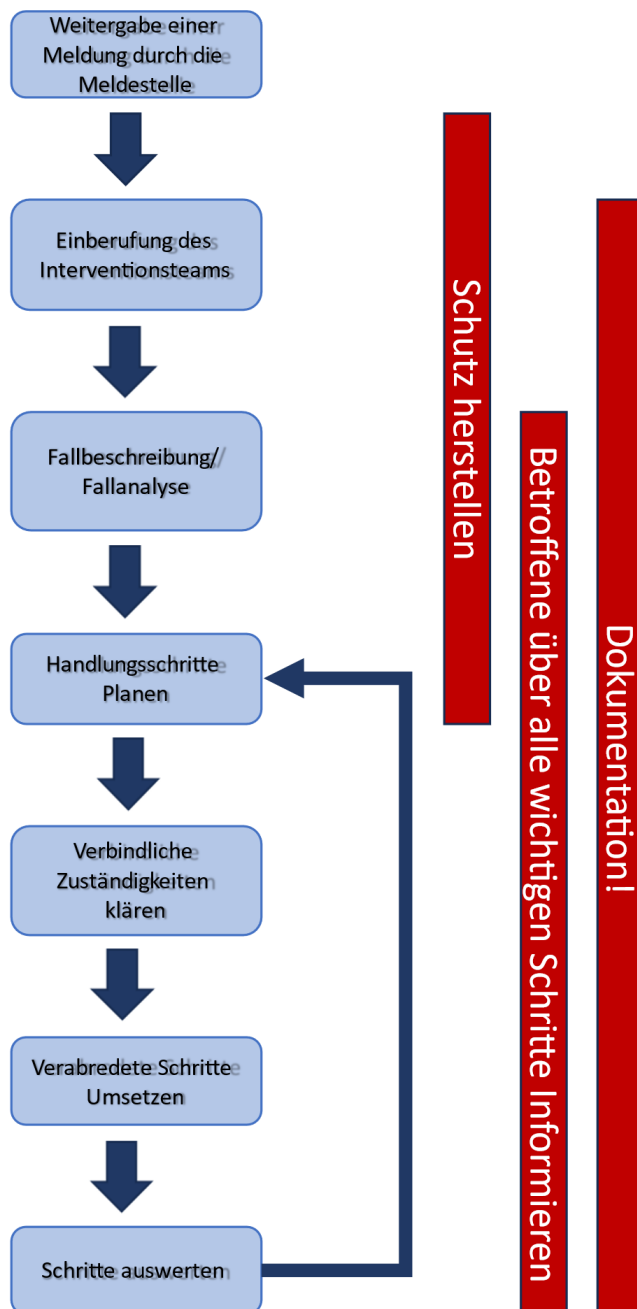 Weitergabe einer
Meldung durch die
Meldestelle
Einberufung des
Interventionsteams
Fallbeschreibung/
Fallanalyse
Handlungsschritte
Planen
Verbindliche
Zuständigkeiten
klären
Verabredete Schritte
Umsetzen
Schritte auswerten
Schutz herstellen
Betroffene über alle wichtigen Schritte Informieren
Dokumentation!